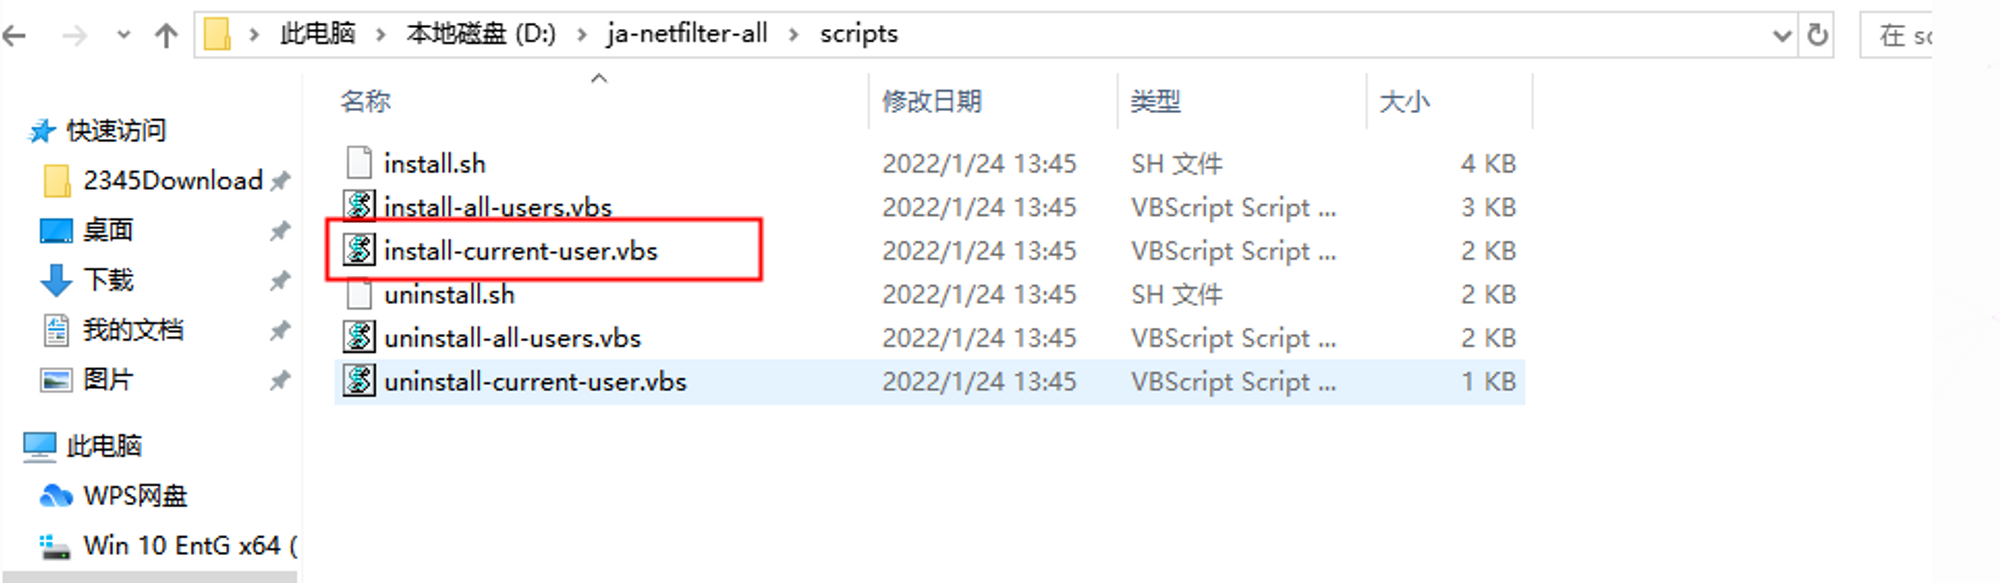 此电脑 › 本地磁盘 (D:) › ja-netfilter-all › scripts
在
名称 修改日期 类型 大小
快速访问
2345Download
桌面
下载
我的文档
图片
此电脑
WPS网盘
Win 10 EntG x64 (
install.sh 2022/1/24 13:45 SH 文件 4 KB
install-all-users.vbs 2022/1/24 13:45 VBScript Script ... 3 KB
install-current-user.vbs 2022/1/24 13:45 VBScript Script ... 2 KB
uninstall.sh 2022/1/24 13:45 SH 文件 2 KB
uninstall-all-users.vbs 2022/1/24 13:45 VBScript Script ... 2 KB
uninstall-current-user.vbs 2022/1/24 13:45 VBScript Script ... 1 KB